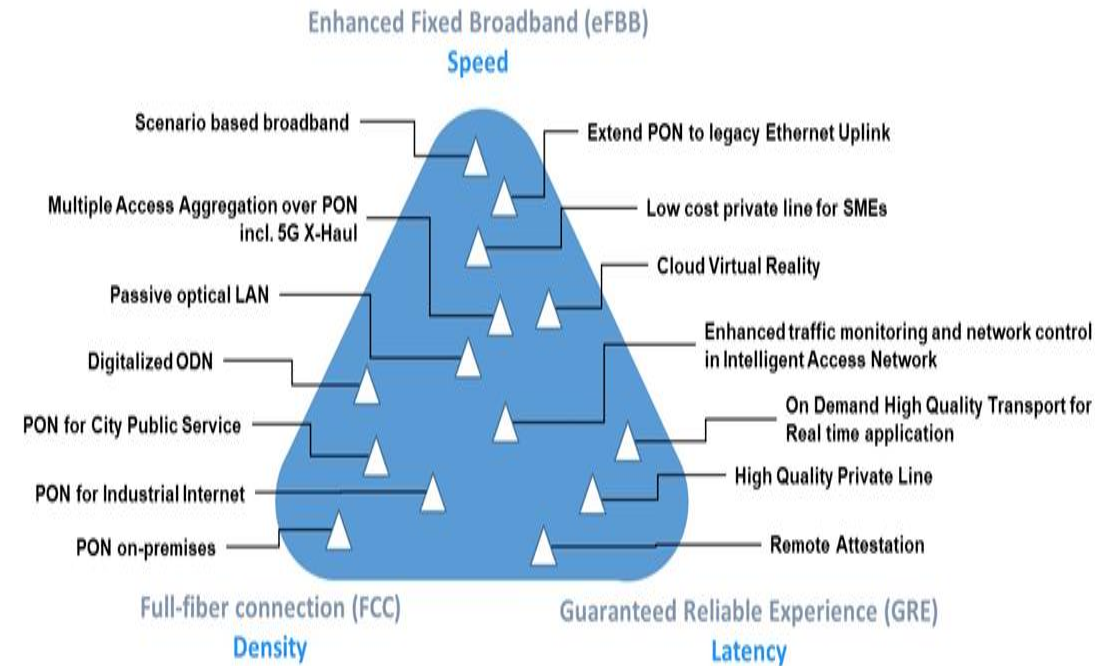 Enhanced Fixed Broadband (eFBB)
Speed
Scenario based broadband
Extend PON to legacy Ethernet Uplink
Multiple Access Aggregation over PON
incl. 5G X-Haul
Low cost private line for SMEs
Cloud Virtual Reality
Passive optical LAN
Enhanced traffic monitoring and network control
in Intelligent Access Network
Digitalized ODN
On Demand High Quality Transport for
Real time application
PON for City Public Service
High Quality Private Line
PON for Industrial Internet
PON on-premises
Remote Attestation
Full-fiber connection (FCC)
Density
Guaranteed Reliable Experience (GRE)
Latency